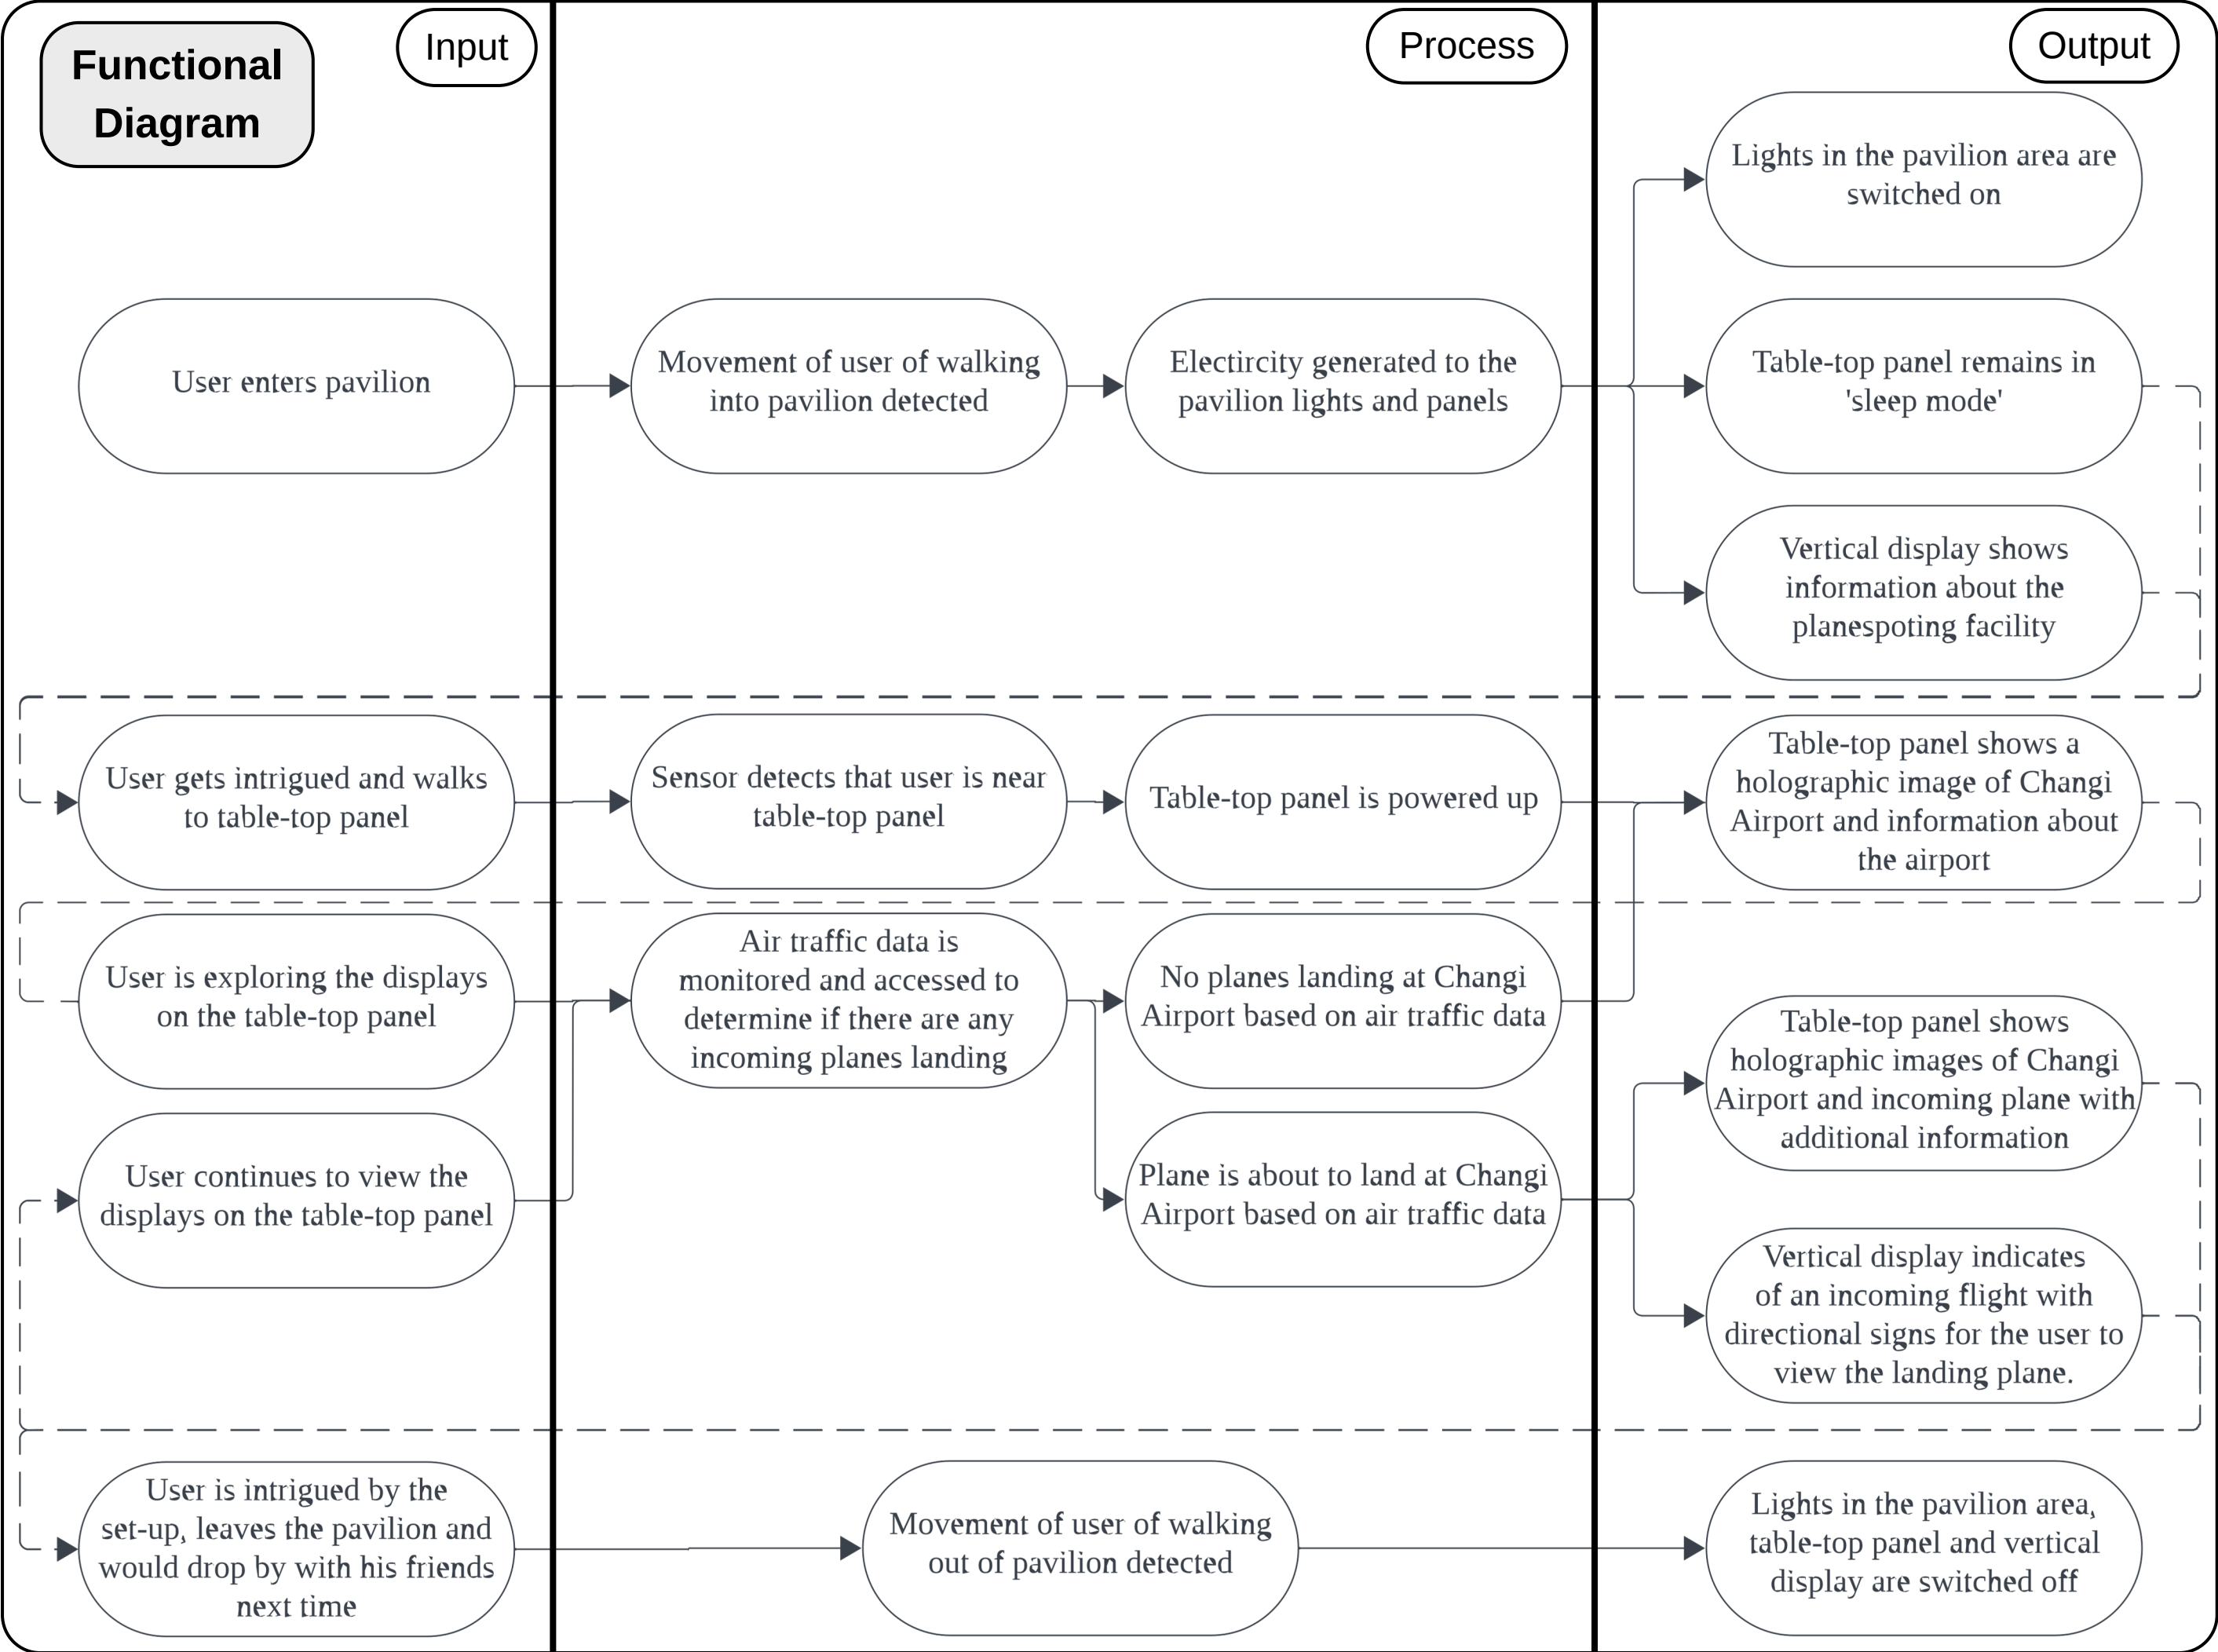 Functional
Diagram
Input
Process
Output
Lights in the pavilion area are
switched on
User enters pavilion
Movement of user of walking
into pavilion detected
Electircity generated to the
pavilion lights and panels
Table-top panel remains in
'sleep mode'
Vertical display shows
information about the
planespoting facility
User gets intrigued and walks
to table-top panel
Sensor detects that user is near
table-top panel
Table-top panel is powered up
Table-top panel shows a
holographic image of Changi
Airport and information about
the airport
User is exploring the displays
on the table-top panel
Air traffic data is
monitored and accessed to
determine if there are any
incoming planes landing
No planes landing at Changi
Airport based on air traffic data
Table-top panel shows
holographic images of Changi
Airport and incoming plane with
additional information
User continues to view the
displays on the table-top panel
Plane is about to land at Changi
Airport based on air traffic data
Vertical display indicates
of an incoming flight with
directional signs for the user to
view the landing plane.
User is intrigued by the
set-up, leaves the pavilion and
would drop by with his friends
next time
Movement of user of walking
out of pavilion detected
Lights in the pavilion area,
table-top panel and vertical
display are switched off